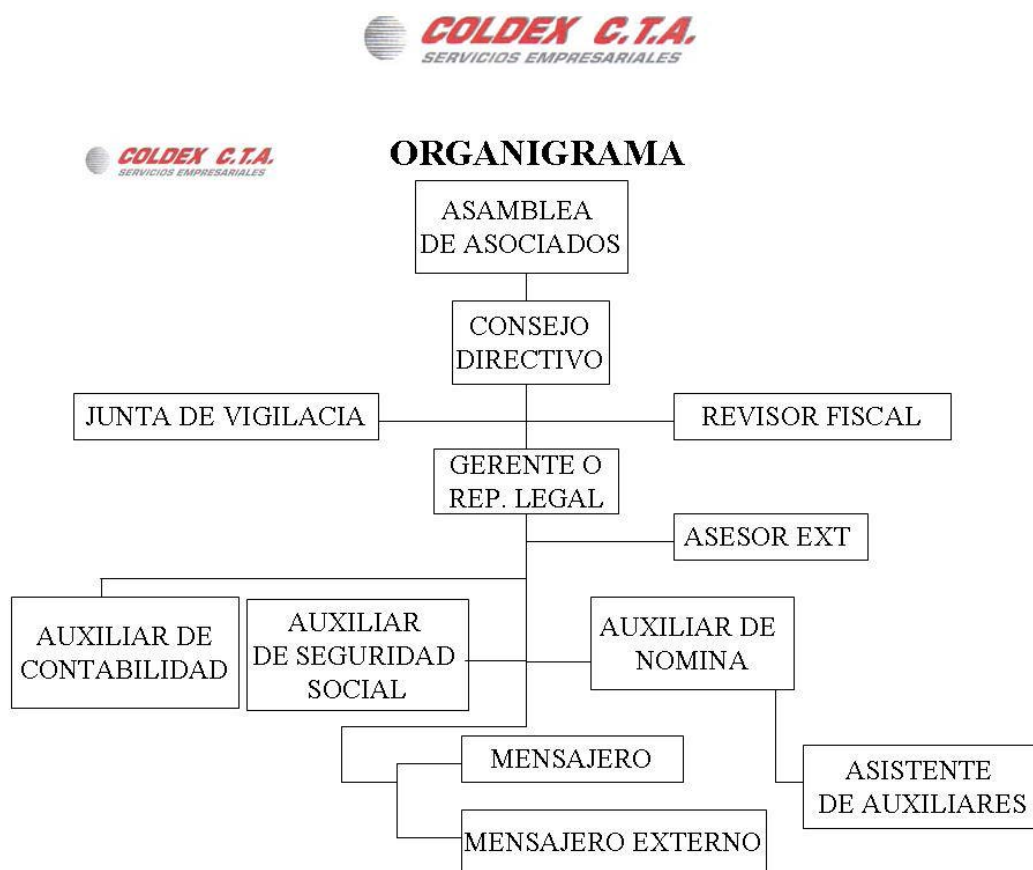 COLDEX C.T.A.
SERVICIOS EMPRESARIALES
COLDEX C.T.A.
SERVICIOS EMPRESARIALES
ORGANIGRAMA
ASAMBLEA
DE ASOCIADOS
CONSEJO
DIRECTIVO
JUNTA DE VIGILACIA
REVISOR FISCAL
GERENTE O
REP. LEGAL
ASESOR EXT
AUXILIAR DE
CONTABILIDAD
AUXILIAR
DE SEGURIDAD
SOCIAL
AUXILIAR DE
NOMINA
MENSAJERO
ASISTENTE
DE AUXILIARES
MENSAJERO EXTERNO